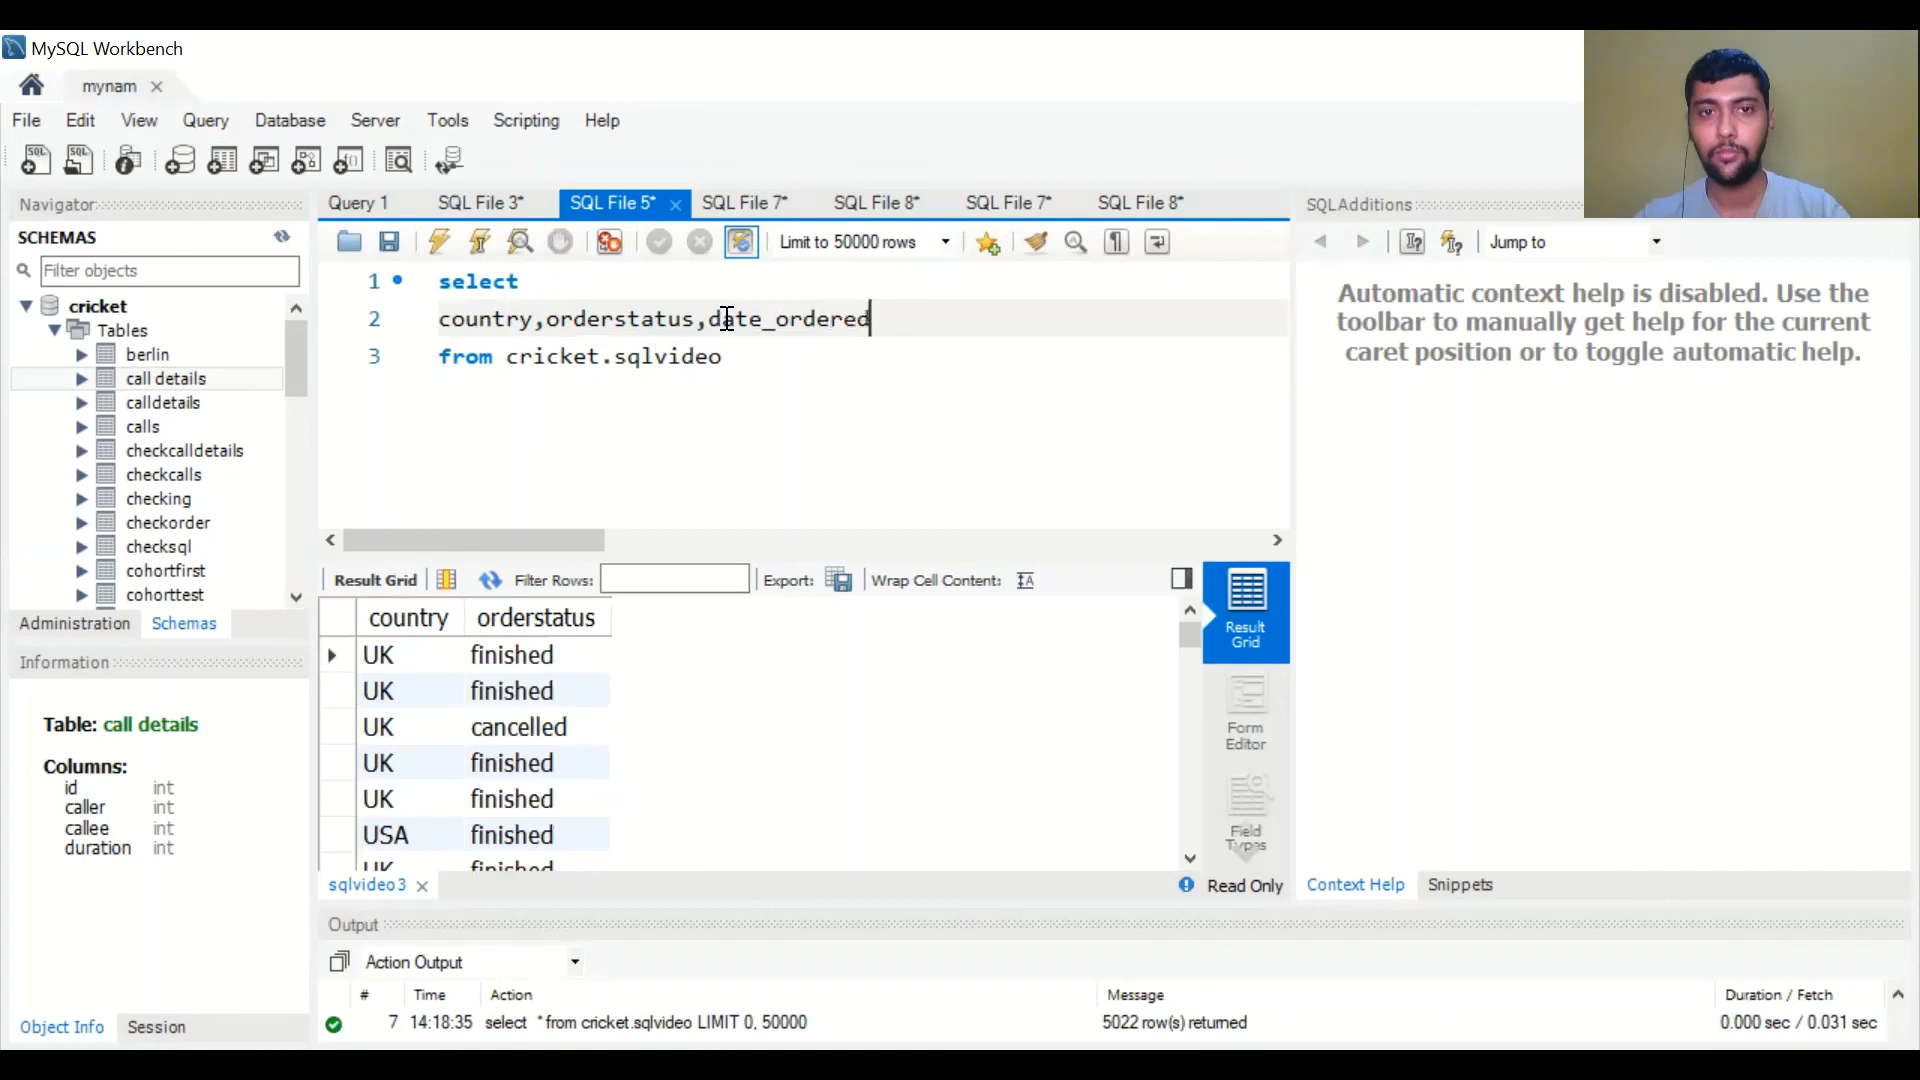 MySQL Workbench
mynam
File Edit View Query Database Server Tools Scripting Help
Navigator
SCHEMAS
Filter objects
cricket
Tables
berlin
call details
calldetails
calls
checkcalldetails
checkcalls
checking
checkorder
checksql
cohortfirst
cohorttest
Administration Schemas
Information
Table: call details
Columns:
id int
caller int
callee int
duration int
Object Info Session
Query 1 SQL File 3* SQL File 5* SQL File 7* SQL File 8* SQL File 7* SQL File 8*
Limit to 50000 rows
1 select
2 country,orderstatus,date_ordered
3 from cricket.sqlvideo
Result Grid Filter Rows: Export: Wrap Cell Content:
country orderstatus
UK finished
UK finished
UK cancelled
UK finished
UK finished
USA finished
UK finished
Result
Grid
Form
Editor
Field
Types
sqlvideo3 Read Only
SQLAdditions
Jump to
Automatic context help is disabled. Use the
toolbar to manually get help for the current
caret position or to toggle automatic help.
Context Help Snippets
Output
Action Output
# Time Action Message Duration / Fetch
7 14:18:35 select * from cricket.sqlvideo LIMIT 0, 50000 5022 row(s) returned 0.000 sec / 0.031 sec